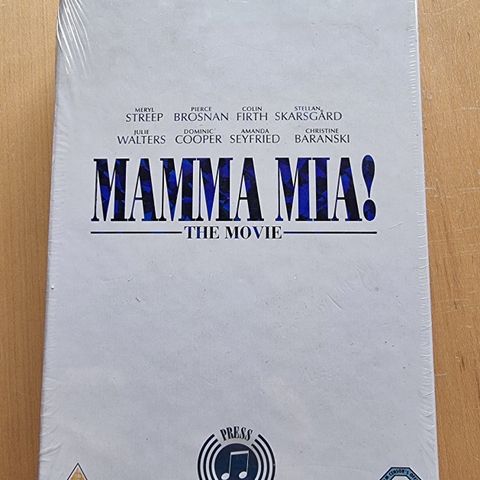 MERYL PIERCE COLIN STELLAN
STREEP BROSNAN FIRTH SKARSGÅRD
JULIE DOMINIC AMANDA CHRISTINE
WALTERS COOPER SEYFRIED BARANSKI
MAMMA MIA!
THE MOVIE
PRESS